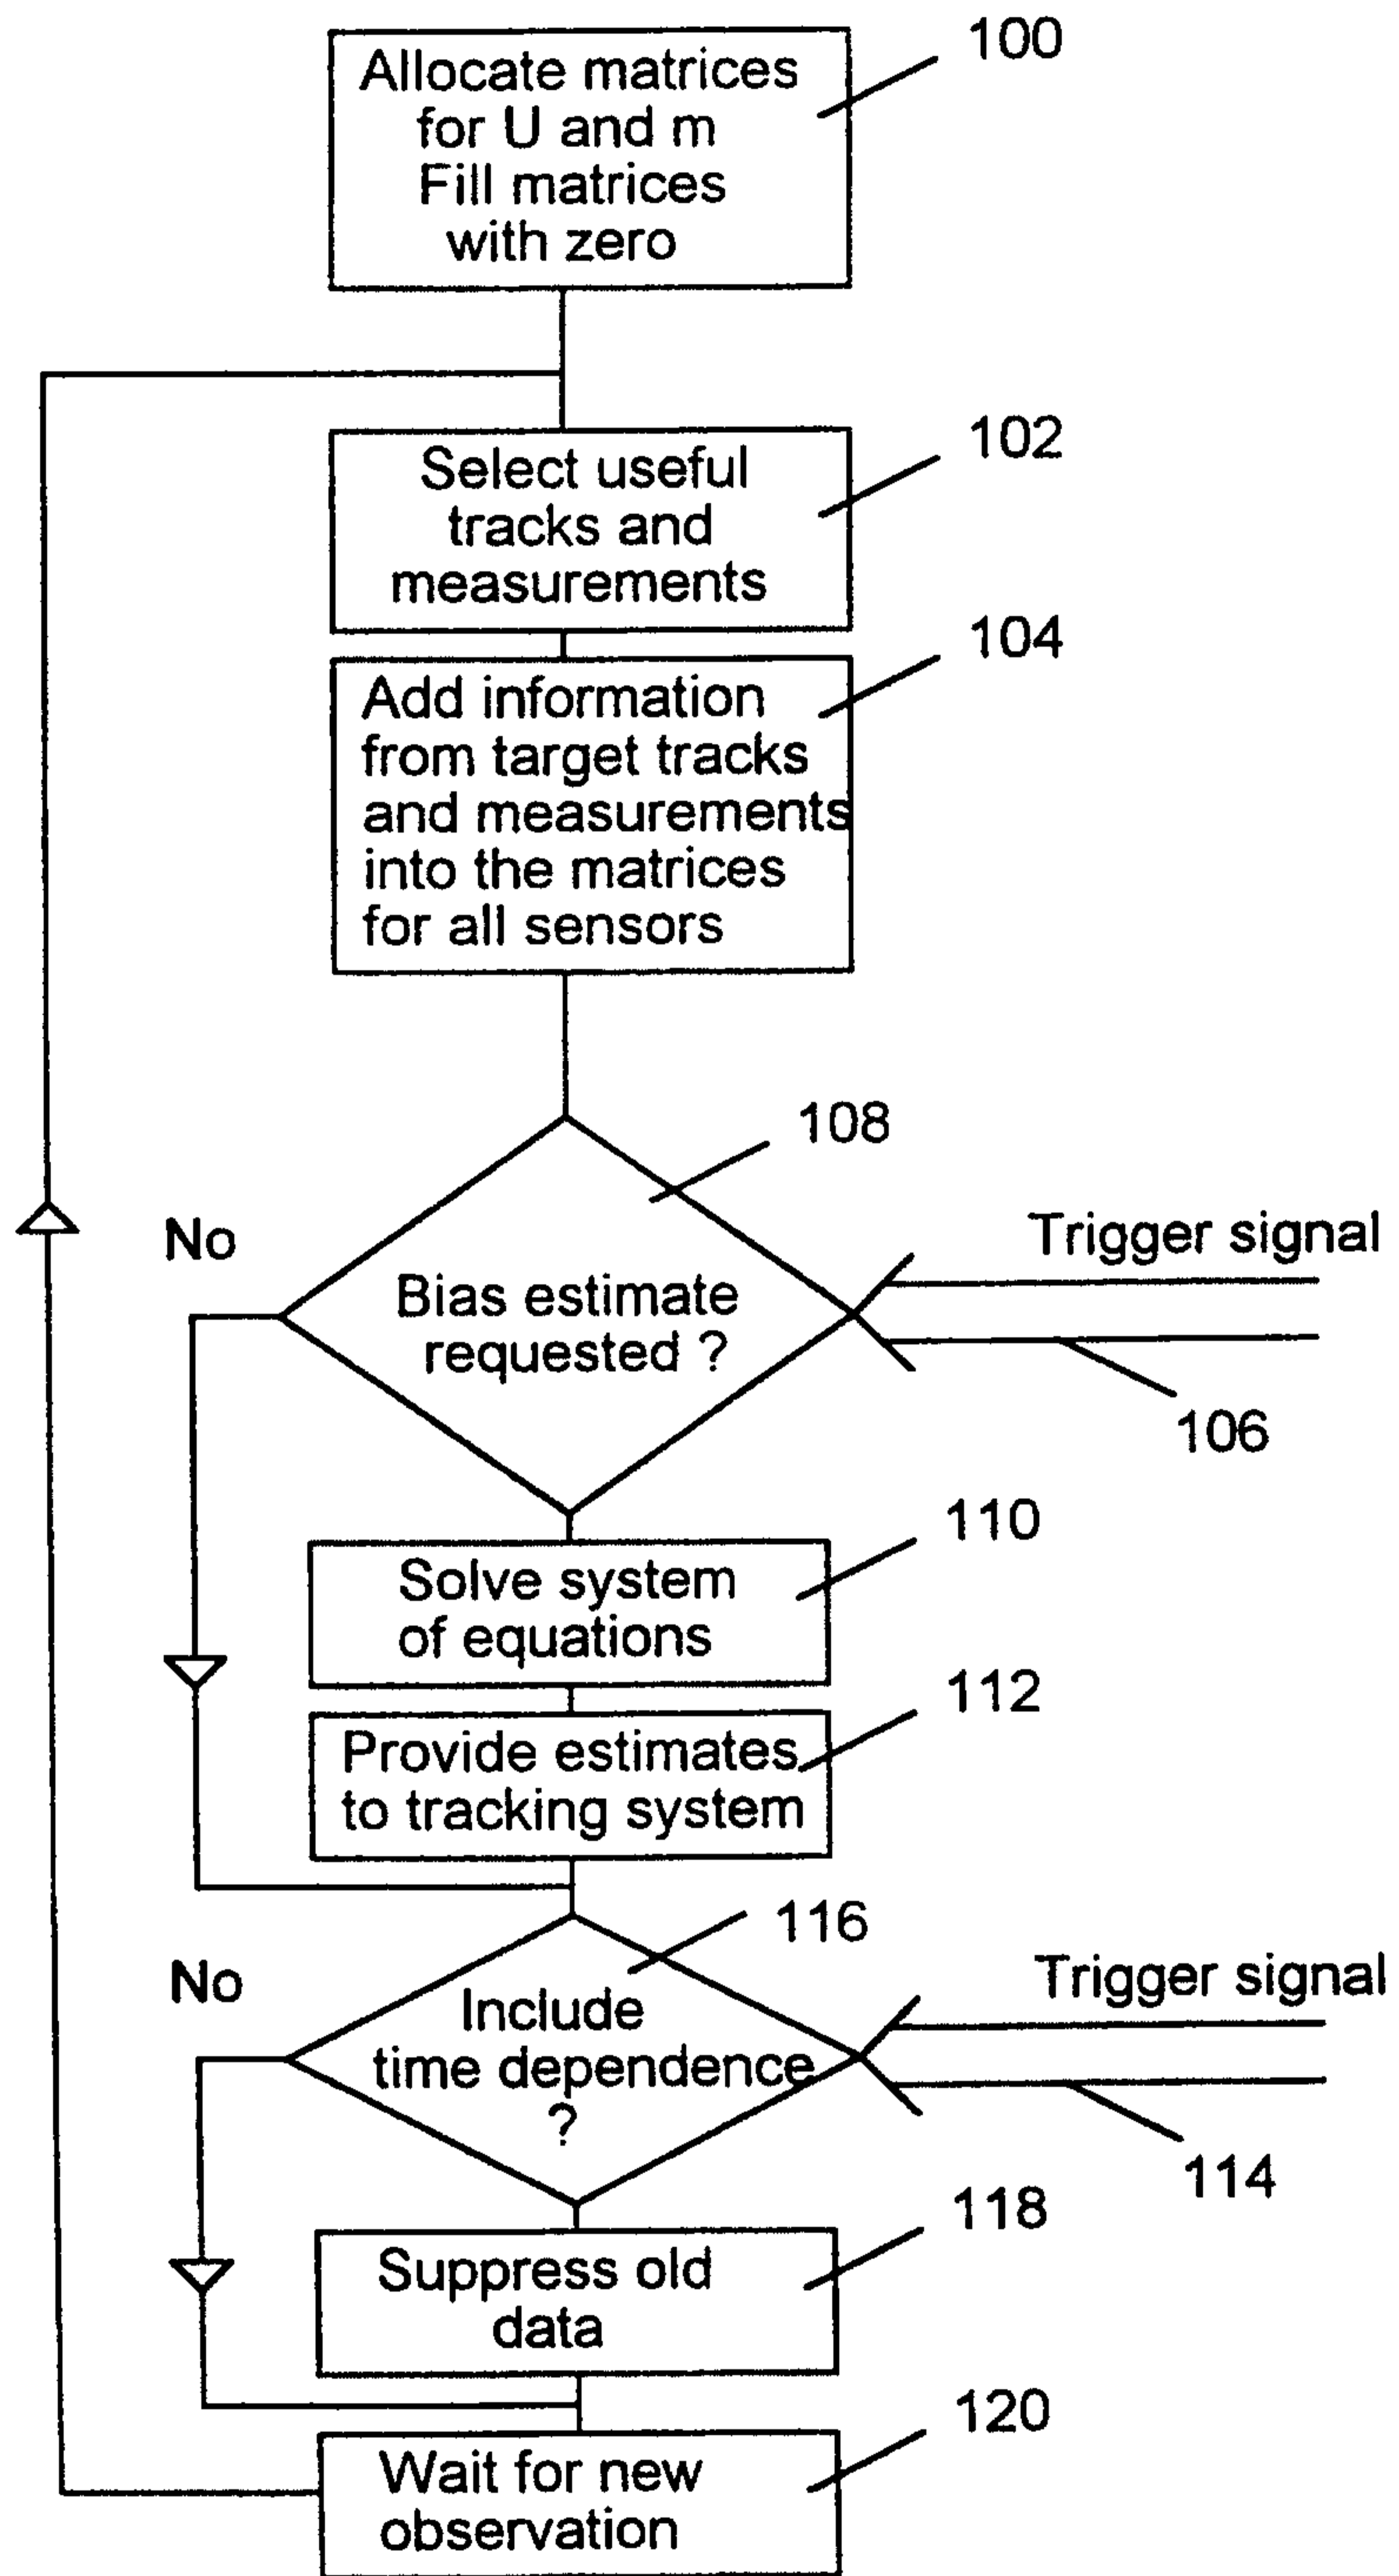 100
Allocate matrices
for U and m
Fill matrices
with zero
102
Select useful
tracks and
measurements
104
Add information
from target tracks
and measurements
into the matrices
for all sensors
108
No
Trigger signal
Bias estimate
requested ?
106
110
Solve system
of equations
112
Provide estimates
to tracking system
116
No
Trigger signal
Include
time dependence
?
114
118
Suppress old
data
120
Wait for new
observation